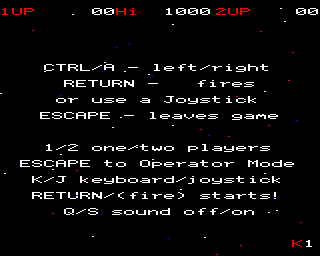 1UP 00Hi 1000 2UP 00
CTRL/A - left/right
RETURN - fires
or use a Joystick
ESCAPE - leaves game
1/2 one/two players
ESCAPE to Operator Mode
K/J keyboard/joystick
RETURN/(fire) starts!
Q/S sound off/on
K1